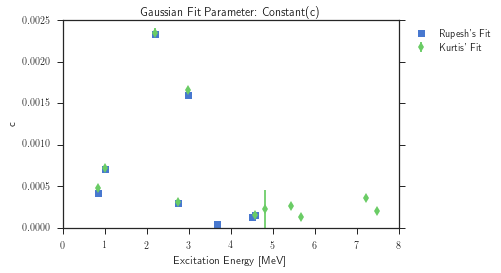 Gaussian Fit Parameter: Constant(c)
0.0025
0.0020
0.0015
0.0010
0.0005
0.0000
c
0 1 2 3 4 5 6 7 8
Excitation Energy [MeV]
Rupesh's Fit
Kurtis' Fit